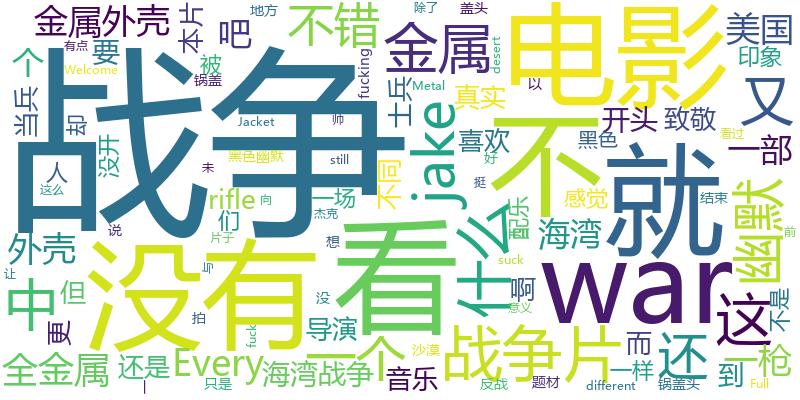 金属外壳
本片
吧
不错
金属
电影
美国
印象
地方
除了
盖头
有点
Welcome
个
要
被
锅盖
fucking
士兵
desert
Metal
真实
以
又
当兵
却
没开
战争
Jacket
帅
jake
喜欢
不
黑色
开头
致敬
一部
人
这么
未
黑色幽默
still
不同
好
挺
感觉
就
看过
幽默
rifle
向
一场
们
杰克
说
片子
外壳
与
没有
想
看
什么
配乐
海湾
结束
前
suck
啊
war
这
不是
让
中
但
拍
没
导演
意义
更
fuck
一个
战争片
而
还
到
一枪
全金属
还是
Every
海湾战争
音乐
沙漠
一样
一
只是
反战
题材
different
锅盖头
Full